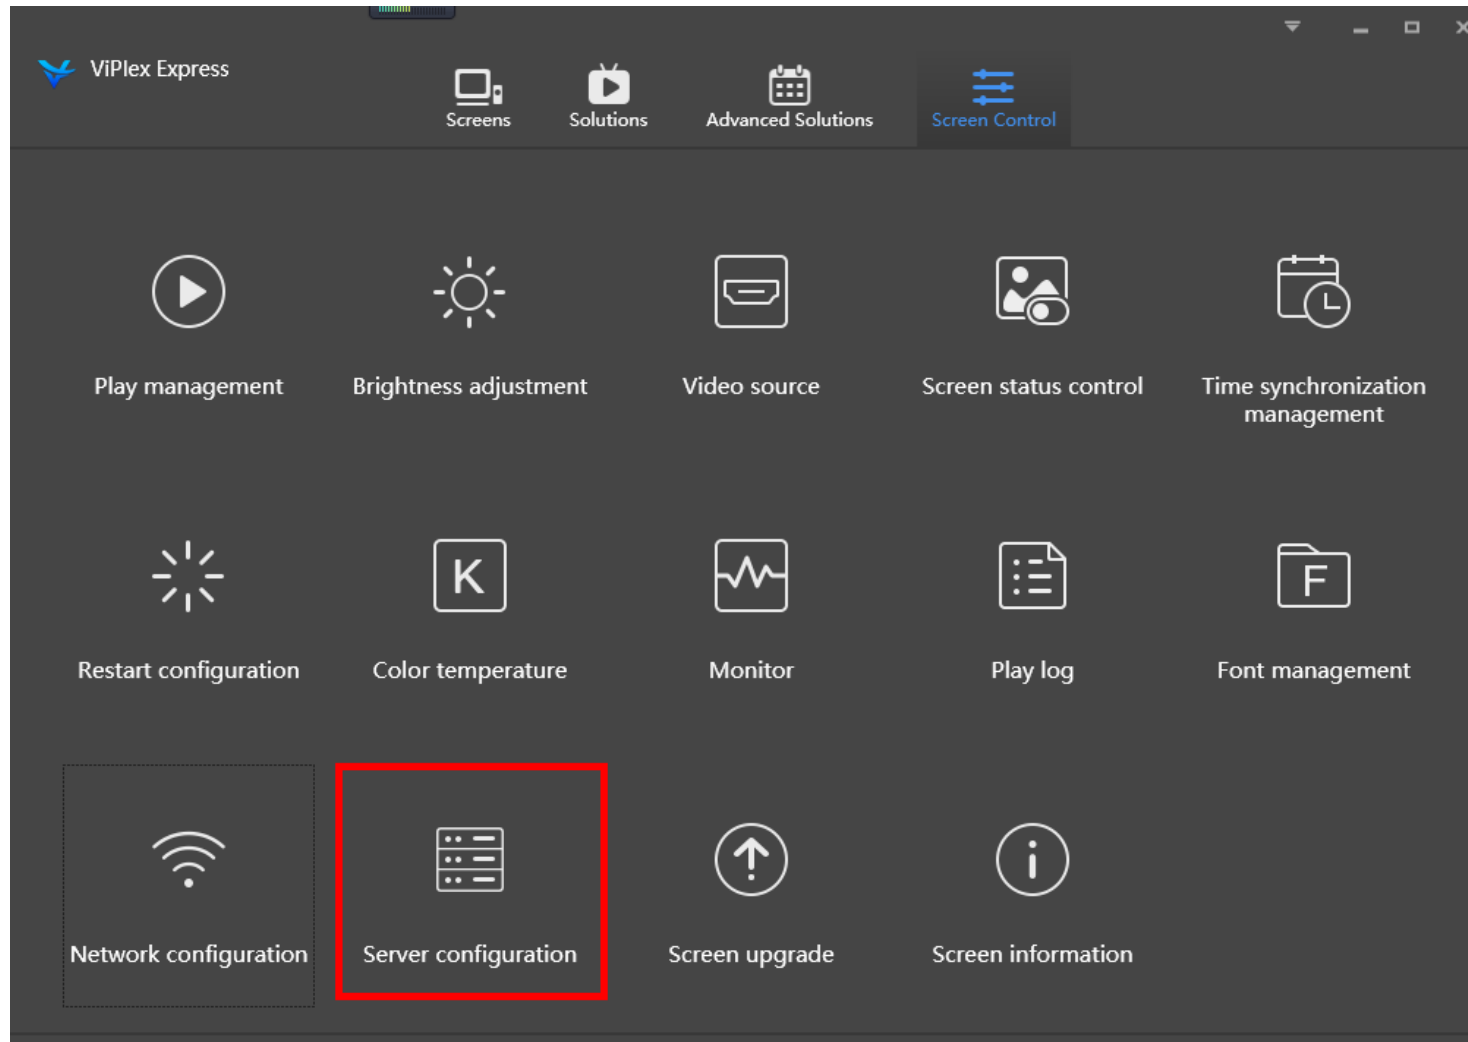 ViPlex Express
Screens
Solutions
Advanced Solutions
Screen Control
Play management
Brightness adjustment
Video source
Screen status control
Time synchronization
management
K
F
Restart configuration
Color temperature
Monitor
Play log
Font management
Network configuration
Server configuration
Screen upgrade
Screen information